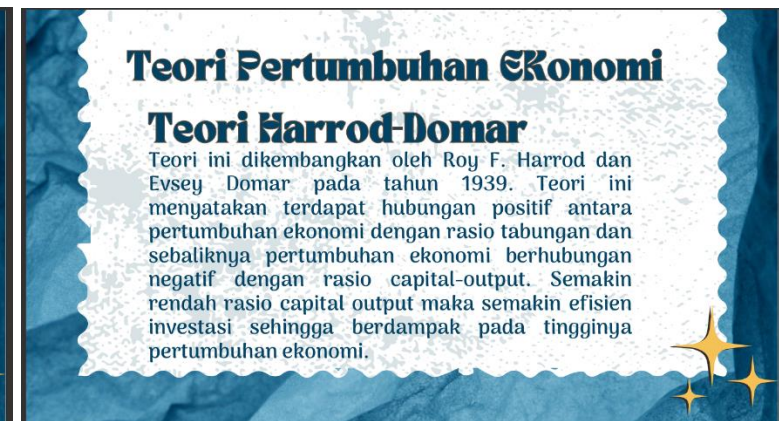 Teori Pertumbuhan EKonomi
Teori Harrod-Domar
Teori ini dikembangkan oleh Roy F. Harrod dan
Evsey Domar pada tahun 1939. Teori ini
menyatakan terdapat hubungan positif antara
pertumbuhan ekonomi dengan rasio tabungan dan
sebaliknya pertumbuhan ekonomi berhubungan
negatif dengan rasio capital-output. Semakin
rendah rasio capital output maka semakin efisien
investasi sehingga berdampak pada tingginya
pertumbuhan ekonomi.